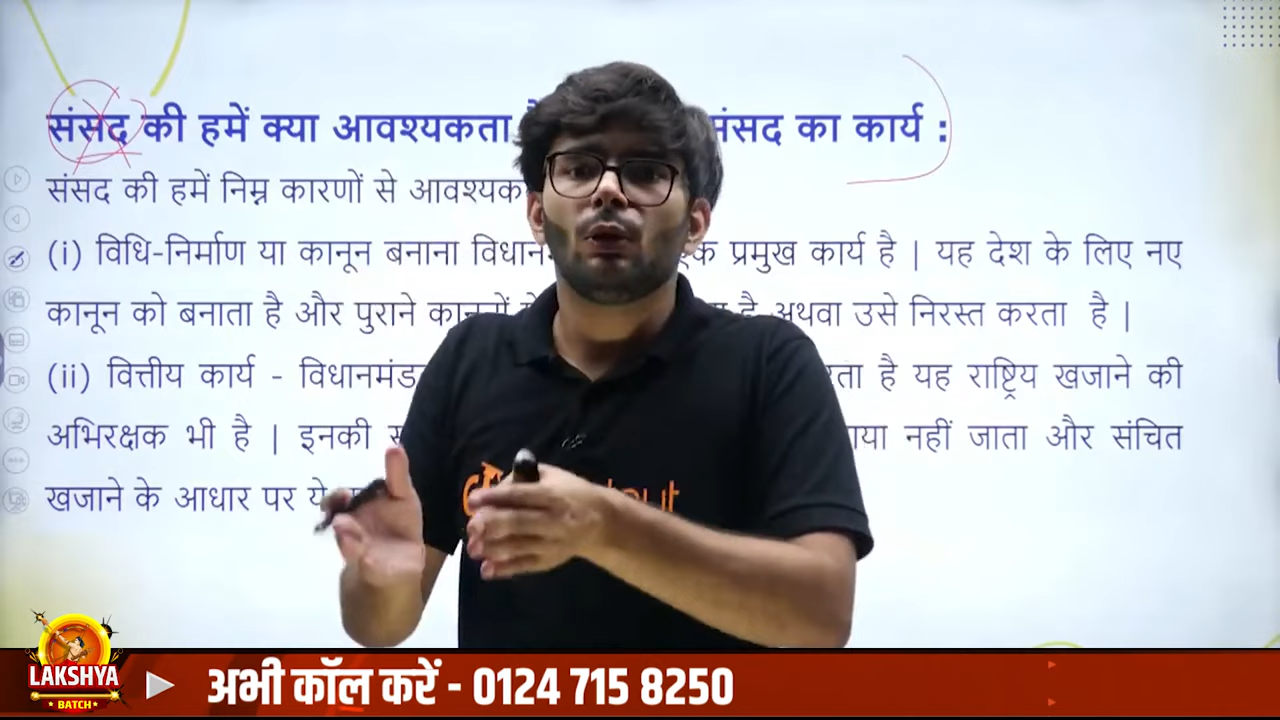 संसद की हमें क्या आवश्यकता संसद का कार्य :
संसद की हमें निम्न कारणों से आवश्यक
(i) विधि-निर्माण या कानून बनाना प्रमुख कार्य है | यह देश के लिए नए
कानून को बनाता है और पुराने है अथवा उसे निरस्त करता है |
(ii) वित्तीय कार्य - है यह राष्ट्रिय खजाने की
अभिरक्षक भी है | इनकी नहीं जाता और संचित
खजाने के आधार पर ये
LAKSHYA
BATCH
अभी कॉल करें - 0124 715 8250